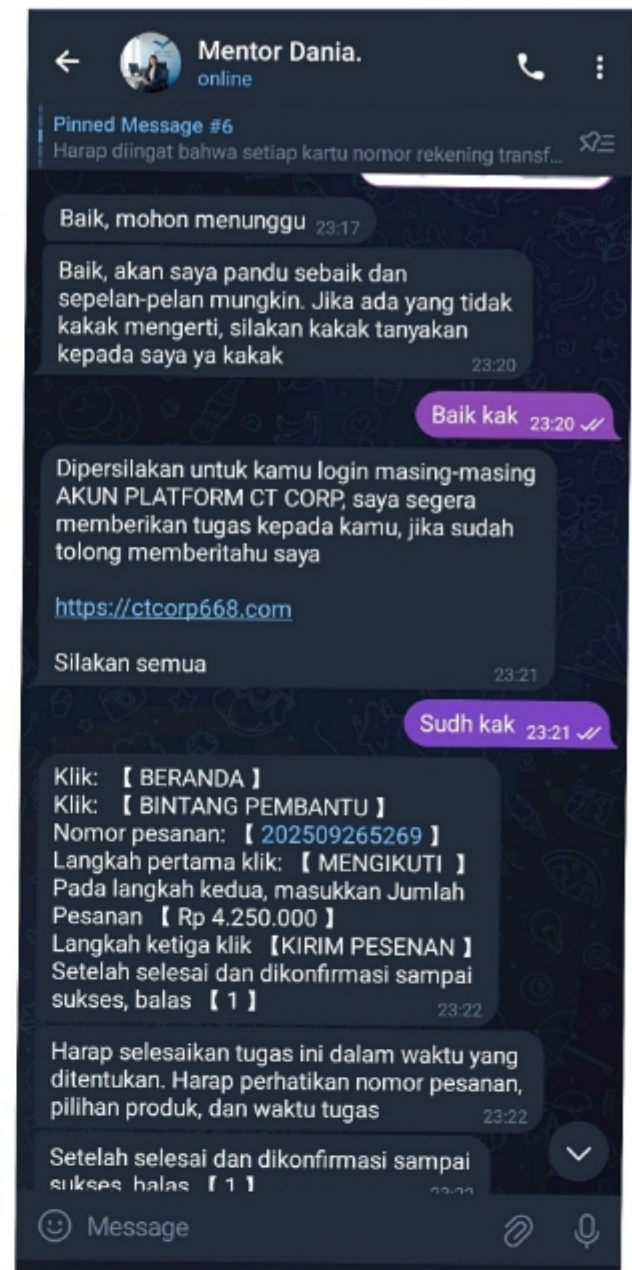 Mentor Dania.
online
Pinned Message #6
Harap diingat bahwa setiap kartu nomor rekening transf...
Baik, mohon menunggu 23:17
Baik, akan saya pandu sebaik dan
sepelan-pelan mungkin. Jika ada yang tidak
kakak mengerti, silakan kakak tanyakan
kepada saya ya kakak 23:20
Baik kak 23:20
Dipersilakan untuk kamu login masing-masing
AKUN PLATFORM CT CORP, saya segera
memberikan tugas kepada kamu, jika sudah
tolong memberitahu saya
https://ctcorp668.com
Silakan semua 23:21
Sudh kak 23:21
Klik: 【 BERANDA 】
Klik: 【 BINTANG PEMBANTU 】
Nomor pesanan: 【 202509265269 】
Langkah pertama klik: 【 MENGIKUTI 】
Pada langkah kedua, masukkan Jumlah
Pesanan 【 Rp 4.250.000 】
Langkah ketiga klik 【KIRIM PESENAN 】
Setelah selesai dan dikonfirmasi sampai
sukses, balas 【 1 】 23:22
Harap selesaikan tugas ini dalam waktu yang
ditentukan. Harap perhatikan nomor pesanan,
pilihan produk, dan waktu tugas 23:22
Setelah selesai dan dikonfirmasi sampai
sukses, balas 【 1 】 23:22
Message